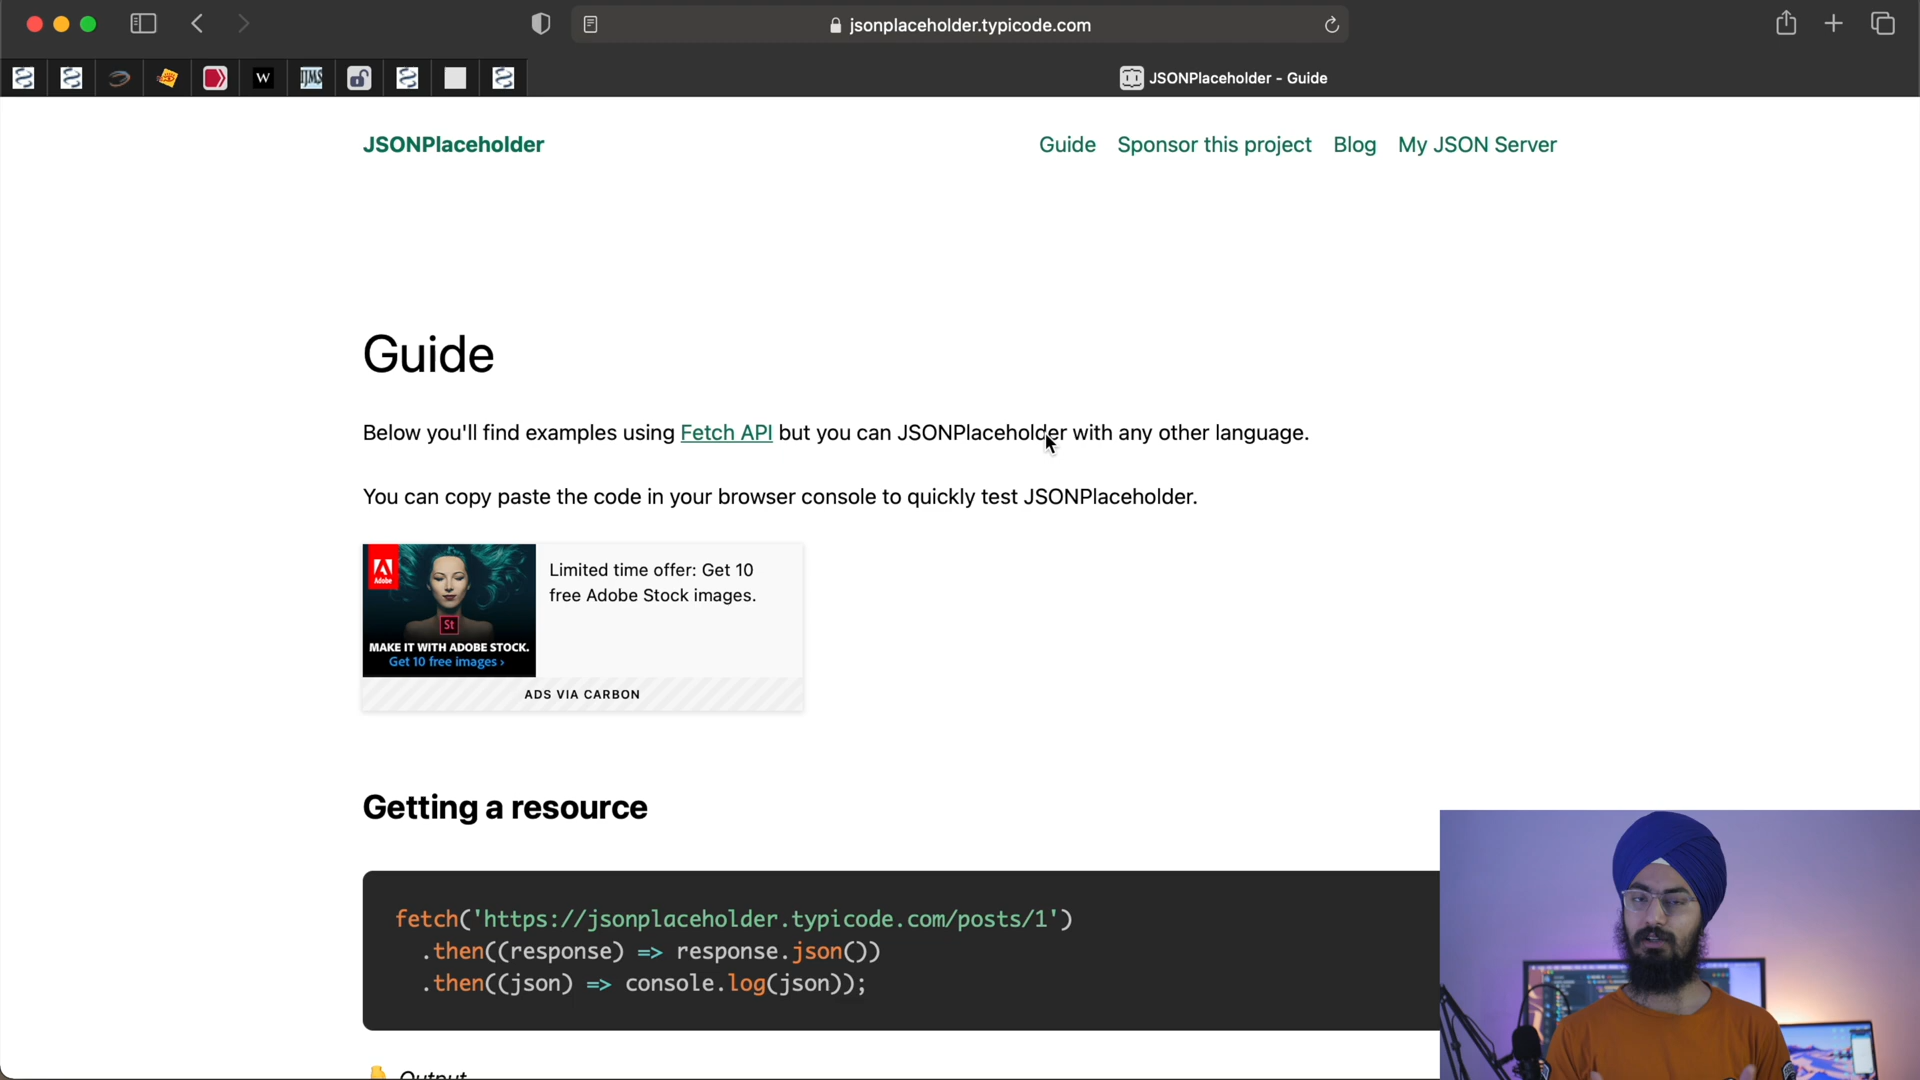 jsonplaceholder.typicode.com
W
IJMS
JSONPlaceholder - Guide
JSONPlaceholder
Guide
Sponsor this project
Blog
My JSON Server
Guide
Below you'll find examples using Fetch API but you can JSONPlaceholder with any other language.
You can copy paste the code in your browser console to quickly test JSONPlaceholder.
Adobe
St
MAKE IT WITH ADOBE STOCK.
Get 10 free images ›
Limited time offer: Get 10
free Adobe Stock images.
ADS VIA CARBON
Getting a resource
fetch('https://jsonplaceholder.typicode.com/posts/1')
.then((response) => response.json())
.then((json) => console.log(json));
Output